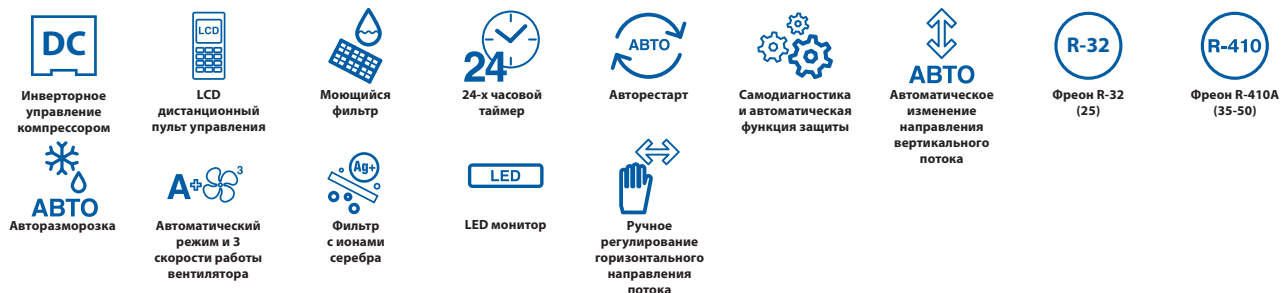 DC
Инверторное
управление
компрессором
LCD
LCD
дистанционный
пульт управления
Моющийся
фильтр
24
24-х часовой
таймер
АВТО
Авторестарт
Самодиагностика
и автоматическая
функция защиты
АВТО
Автоматическое
изменение
направления
вертикального
потока
R-32
Фреон R-32
(25)
R-410
Фреон R-410A
(35-50)
АВТО
Авторазморозка
A+3
Автоматический
режим и 3
скорости работы
вентилятора
Ag+
Фильтр
с ионами
серебра
LED
LED монитор
Ручное
регулирование
горизонтального
направления
потока